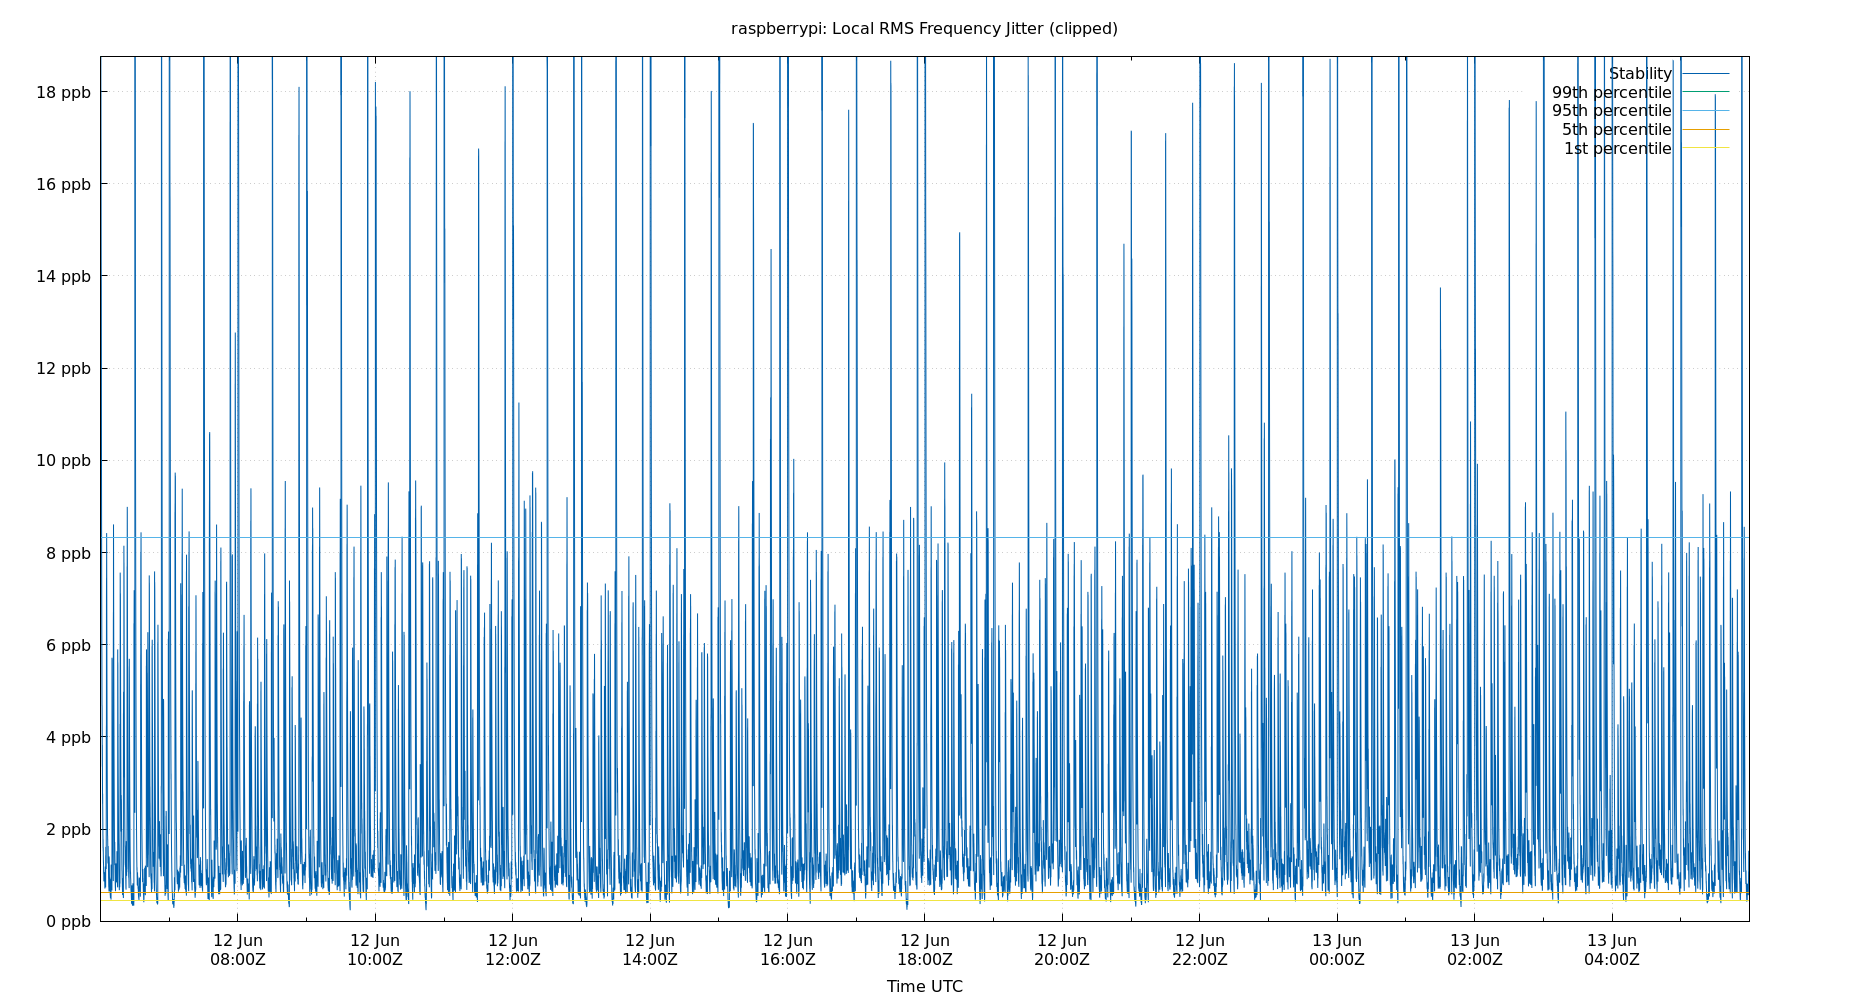 raspberrypi: Local RMS Frequency Jitter (clipped)
Stability
99th percentile
95th percentile
5th percentile
1st percentile
18 ppb
16 ppb
14 ppb
12 ppb
10 ppb
8 ppb
6 ppb
4 ppb
2 ppb
0 ppb
12 Jun 12 Jun 12 Jun 12 Jun 12 Jun 12 Jun 12 Jun 12 Jun 13 Jun 13 Jun 13 Jun
08:00Z 10:00Z 12:00Z 14:00Z 16:00Z 18:00Z 20:00Z 22:00Z 00:00Z 02:00Z 04:00Z
Time UTC